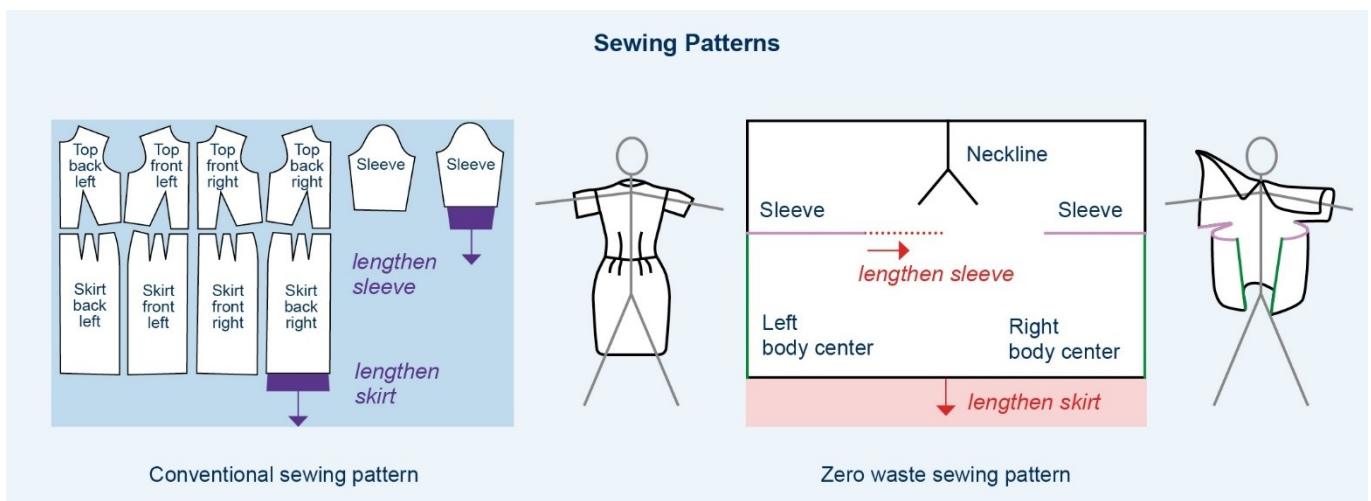 Sewing Patterns
Top
back
left
Top
front
left
Top
front
right
Top
back
right
Sleeve
Sleeve
lengthen
sleeve
Skirt
back
left
Skirt
front
left
Skirt
front
right
Skirt
back
right
lengthen
skirt
Conventional sewing pattern
Neckline
Sleeve
Sleeve
lengthen sleeve
Left
body center
Right
body center
lengthen skirt
Zero waste sewing pattern